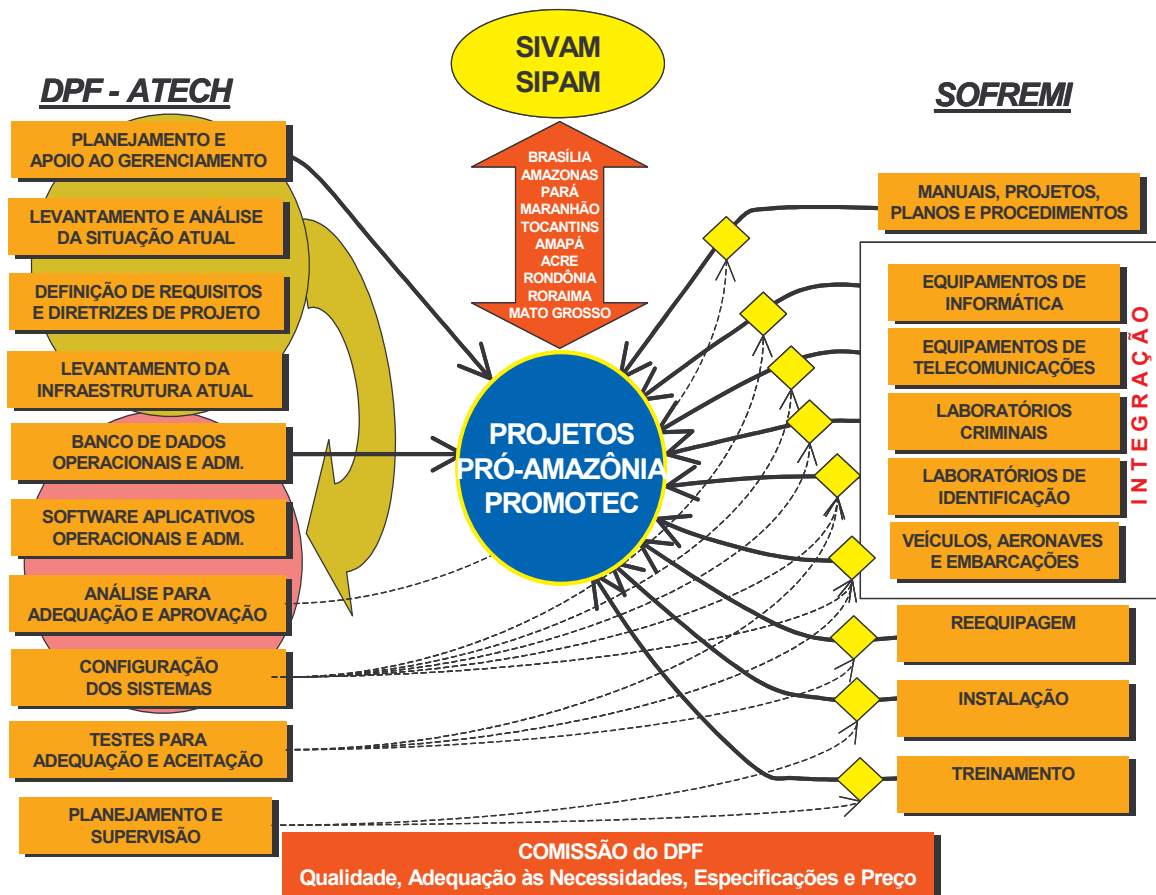 SIVAM
SIPAM
DPF - ATECH
SOFREMI
PLANEJAMENTO E
APOIO AO GERENCIAMENTO
LEVANTAMENTO E ANÁLISE
DA SITUAÇÃO ATUAL
DEFINIÇÃO DE REQUISITOS
E DIRETRIZES DE PROJETO
LEVANTAMENTO DA
INFRAESTRUTURA ATUAL
BANCO DE DADOS
OPERACIONAIS E ADM.
SOFTWARE APLICATIVOS
OPERACIONAIS E ADM.
ANÁLISE PARA
ADEQUAÇÃO E APROVAÇÃO
CONFIGURAÇÃO
DOS SISTEMAS
TESTES PARA
ADEQUAÇÃO E ACEITAÇÃO
PLANEJAMENTO E
SUPERVISÃO
BRASÍLIA
AMAZONAS
PARÁ
MARANHÃO
TOCANTINS
AMAPÁ
ACRE
RONDÔNIA
RORAIMA
MATO GROSSO
PROJETOS
PRÓ-AMAZÔNIA
PROMOTEC
MANUAIS, PROJETOS,
PLANOS E PROCEDIMENTOS
EQUIPAMENTOS DE
INFORMÁTICA
EQUIPAMENTOS DE
TELECOMUNICAÇÕES
LABORATÓRIOS
CRIMINAIS
LABORATÓRIOS
DE IDENTIFICAÇÃO
VEÍCULOS, AERONAVES
E EMBARCAÇÕES
INTEGRAÇÃO
REEQUIPAGEM
INSTALAÇÃO
TREINAMENTO
COMISSÃO do DPF
Qualidade, Adequação às Necessidades, Especificações e Preço